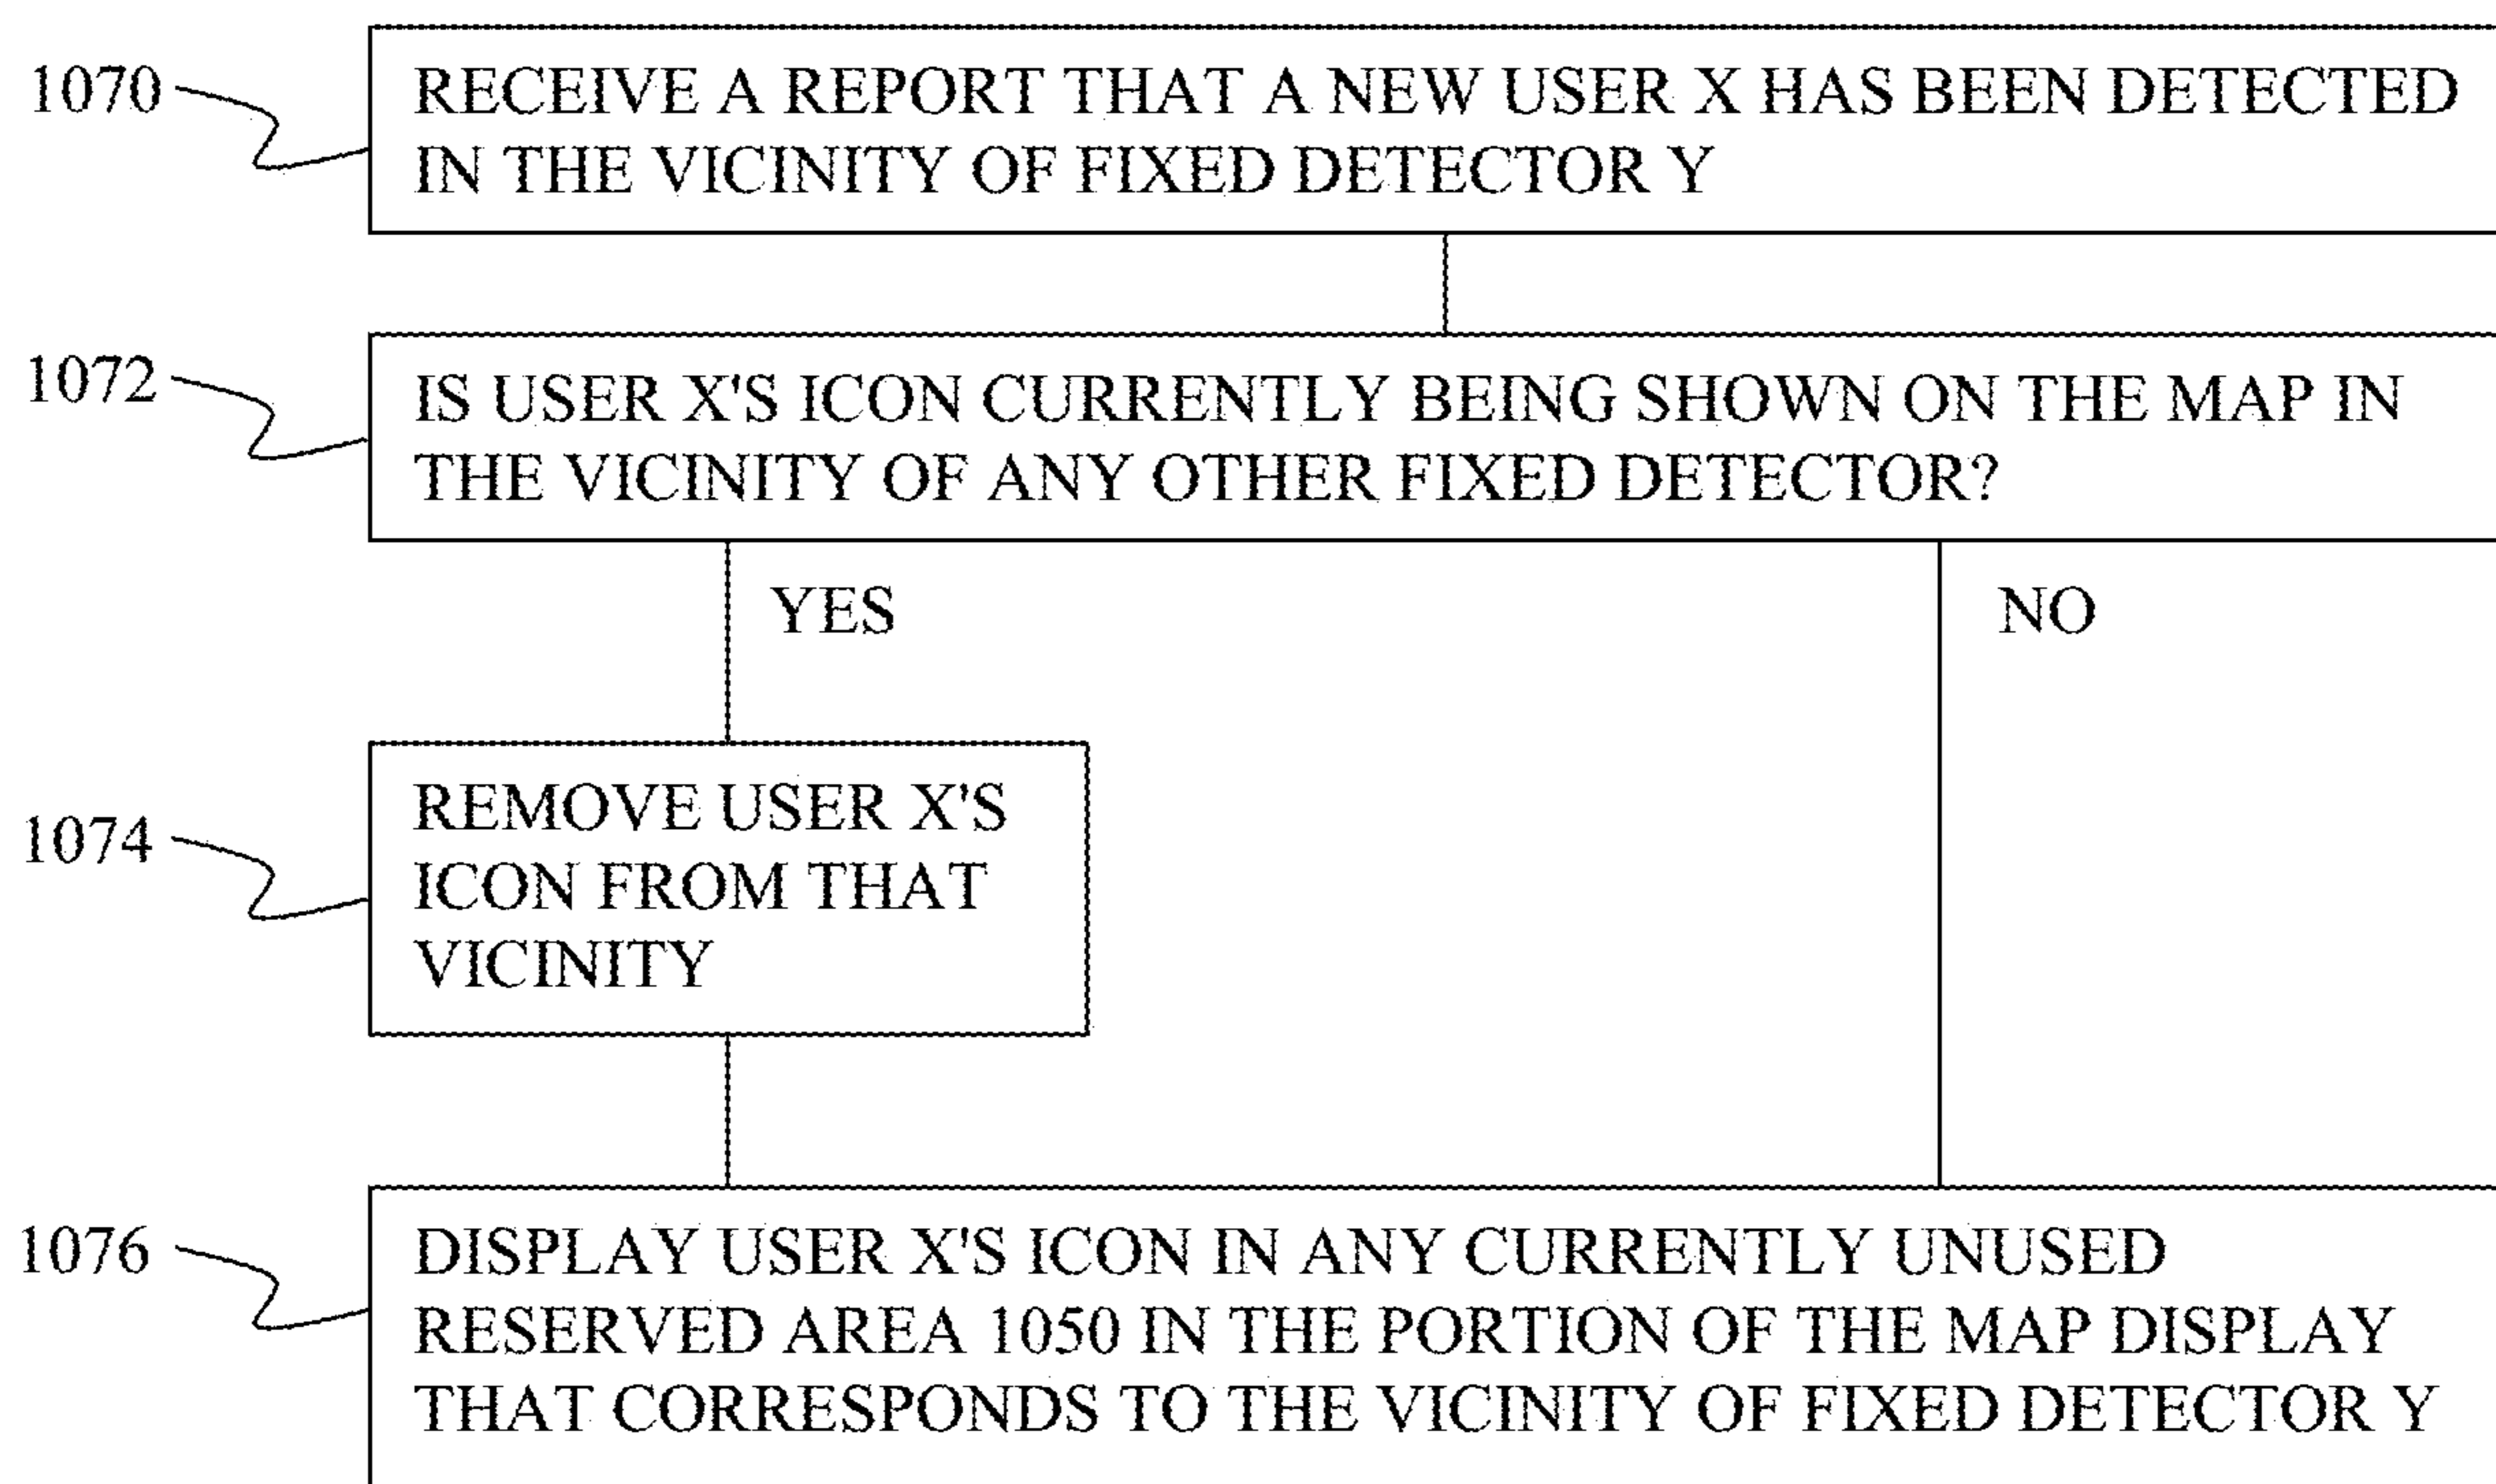 1070
RECEIVE A REPORT THAT A NEW USER X HAS BEEN DETECTED
IN THE VICINITY OF FIXED DETECTOR Y
1072
IS USER X'S ICON CURRENTLY BEING SHOWN ON THE MAP IN
THE VICINITY OF ANY OTHER FIXED DETECTOR?
YES
NO
1074
REMOVE USER X'S
ICON FROM THAT
VICINITY
1076
DISPLAY USER X'S ICON IN ANY CURRENTLY UNUSED
RESERVED AREA 1050 IN THE PORTION OF THE MAP DISPLAY
THAT CORRESPONDS TO THE VICINITY OF FIXED DETECTOR Y